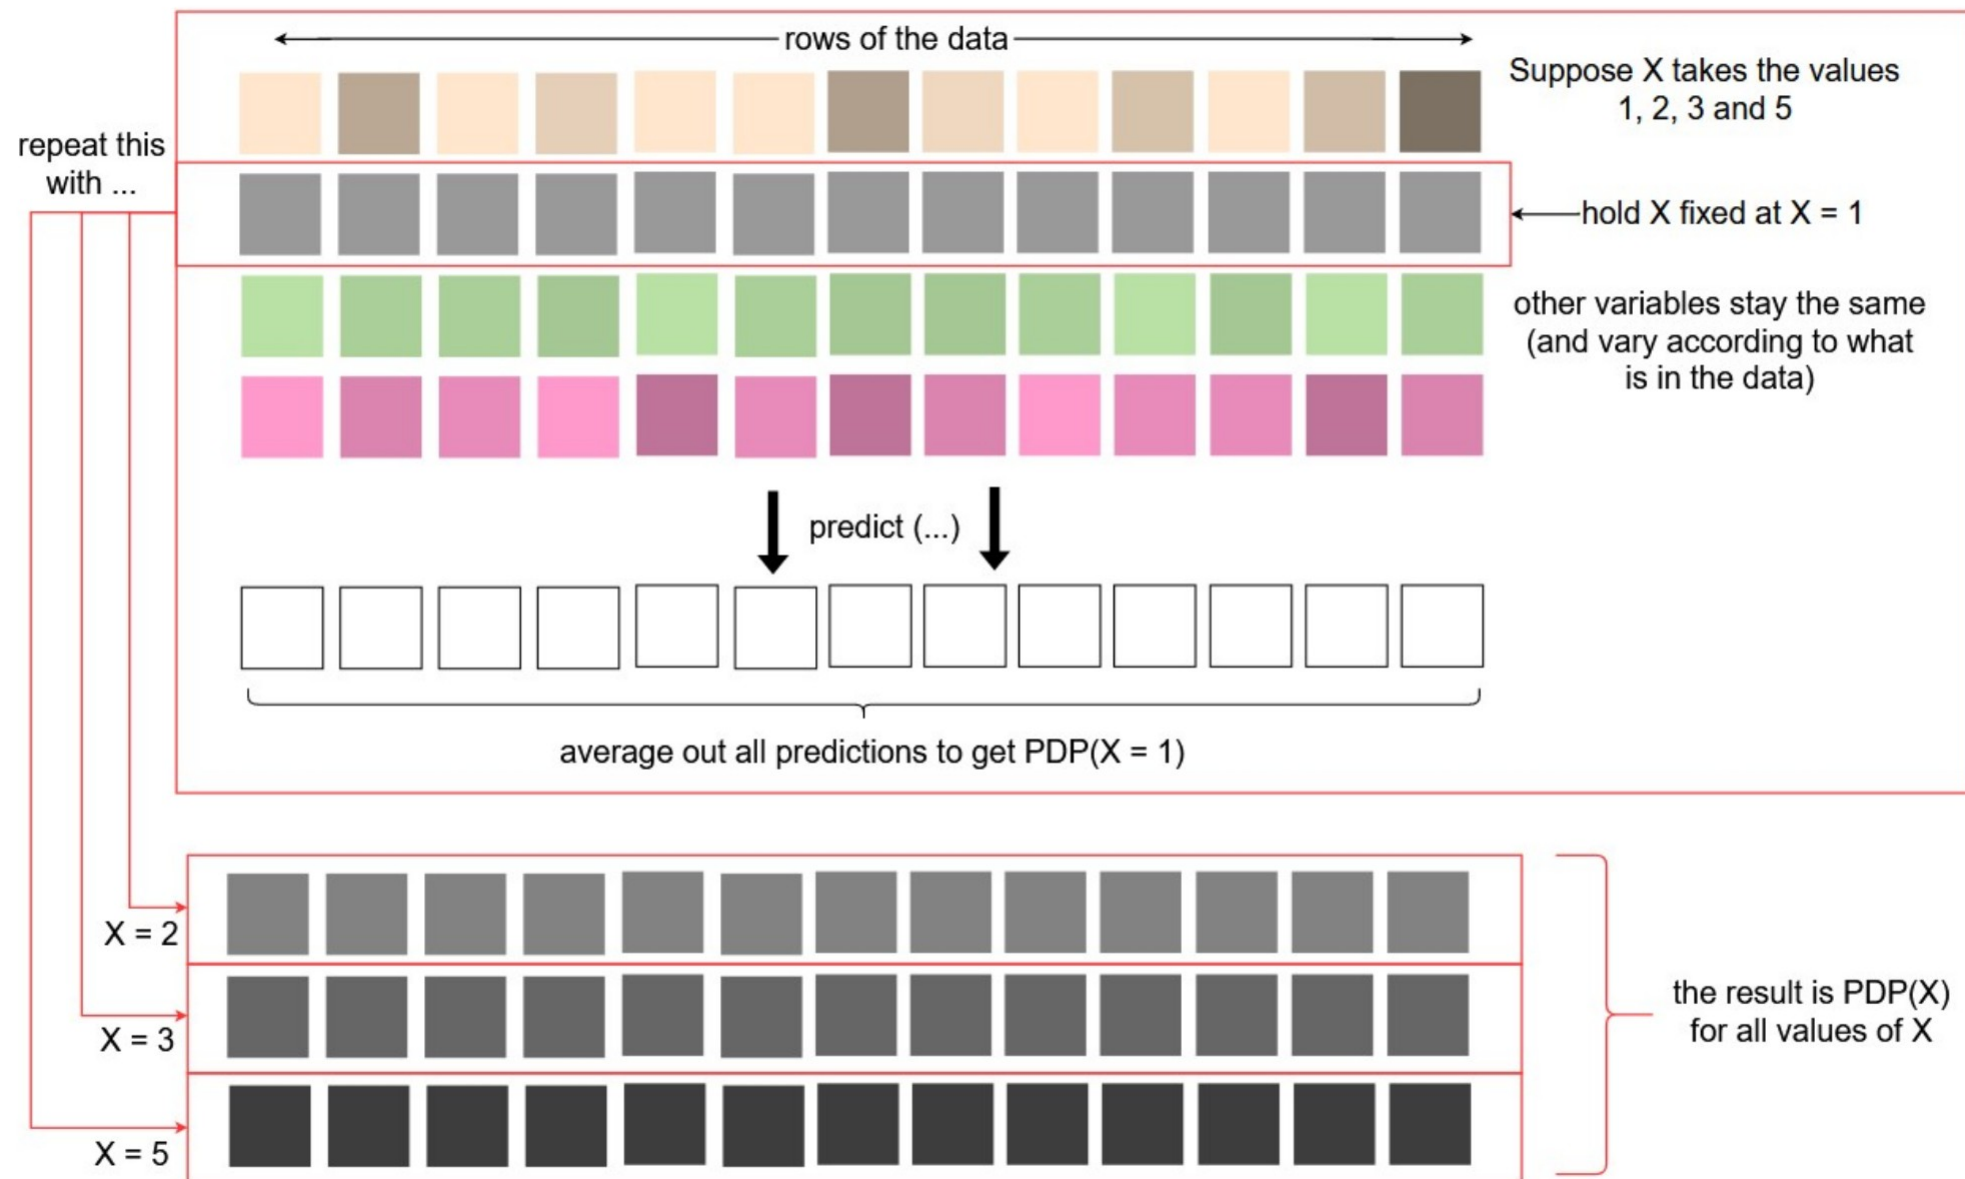 rows of the data
Suppose X takes the values
1, 2, 3 and 5
repeat this
with ...
hold X fixed at X = 1
other variables stay the same
(and vary according to what
is in the data)
predict (...)
average out all predictions to get PDP(X = 1)
X = 2
X = 3
X = 5
the result is PDP(X)
for all values of X